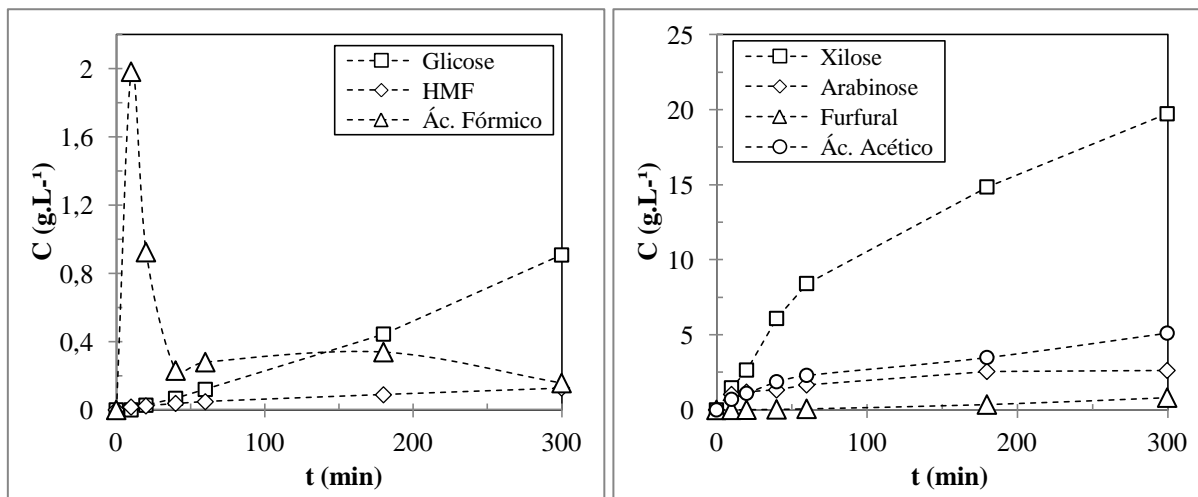 Glicose
HMF
Ác. Fórmico
2
1,6
1,2
0,8
0,4
0
C (g.L-¹)
0
100
200
300
t (min)
Xilose
Arabinose
Furfural
Ác. Acético
25
20
15
10
5
0
C (g.L-¹)
0
100
200
300
t (min)